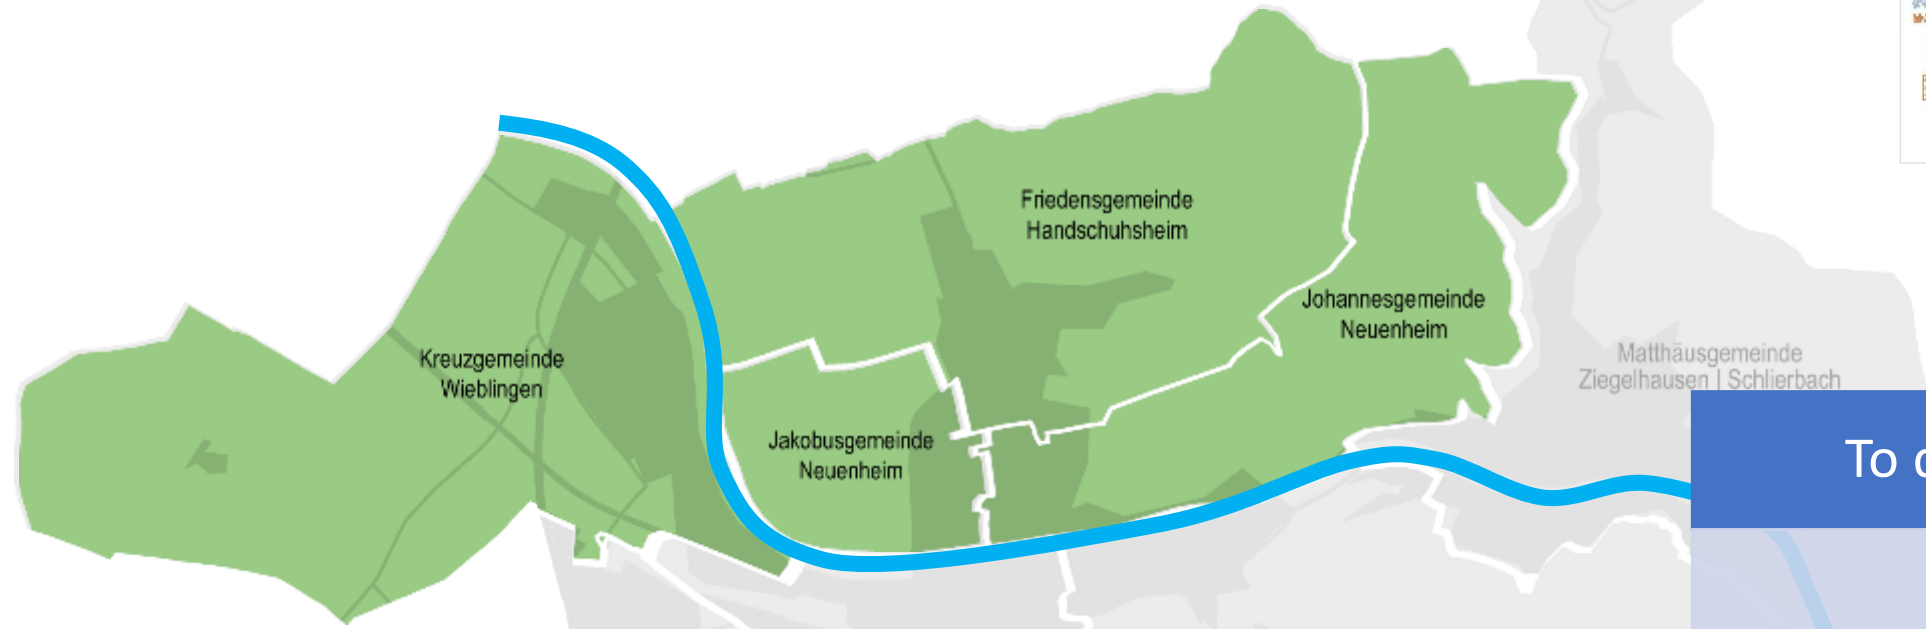 Friedensgemeinde
Handschuhsheim
Johannesgemeinde
Neuenheim
Kreuzgemeinde
Wieblingen
Matthäusgemeinde
Ziegelhausen | Schlierbach
Jakobusgemeinde
Neuenheim
To